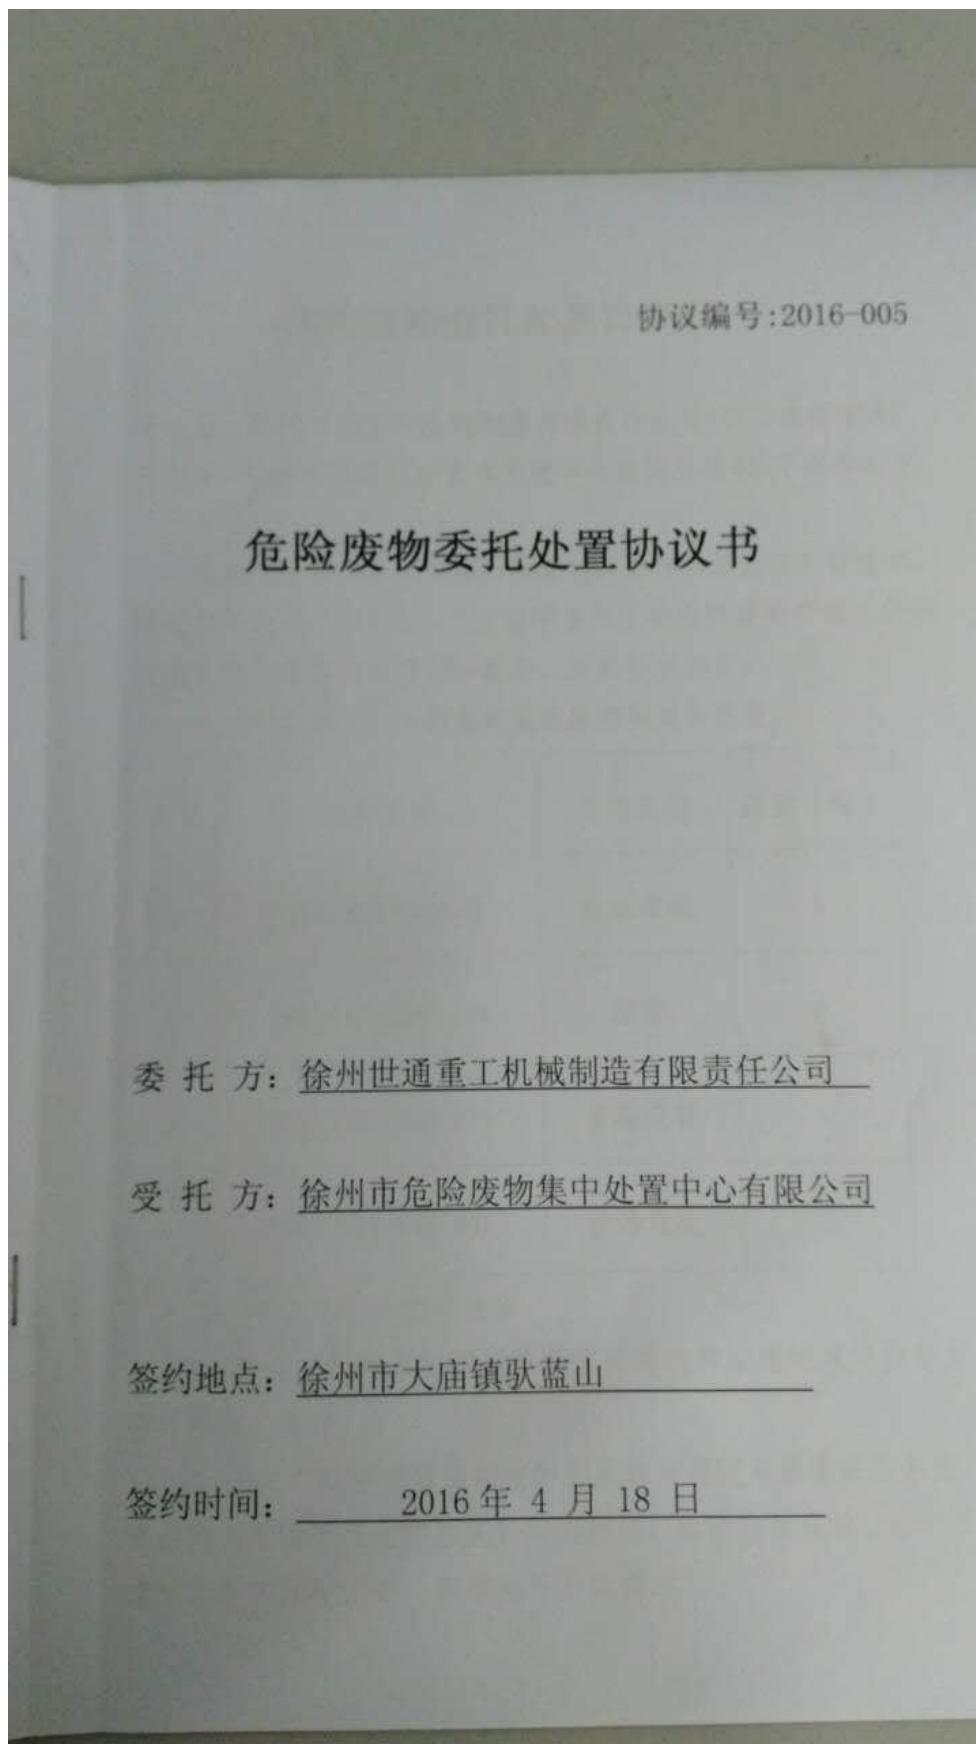 协议编号:2016-005
危险废物委托处置协议书
委 托 方：徐州世通重工机械制造有限责任公司
受 托 方：徐州市危险废物集中处置中心有限公司
签约地点：徐州市大庙镇驮蓝山
签约时间： 2016 年 4 月 18 日